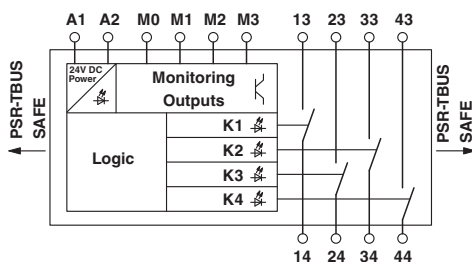 A1 A2 M0 M1 M2 M3 13 23 33 43
24V DC
Power
Monitoring
Outputs
PSR-TBUS
SAFE
PSR-TBUS
SAFE
Logic
K1
K2
K3
K4
14 24 34 44